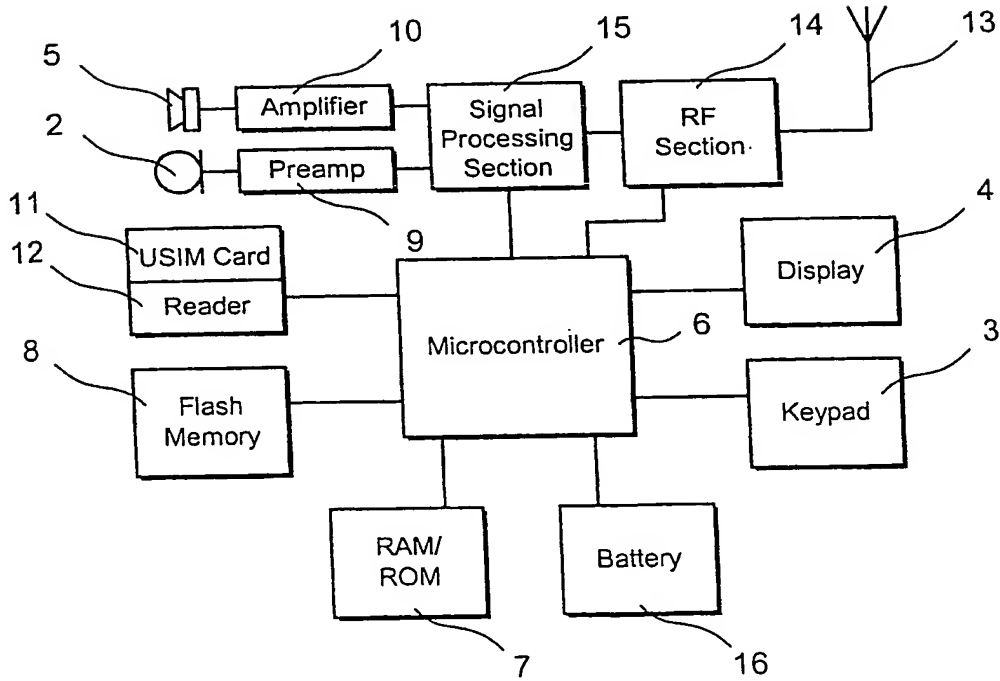 5
10
15
14
13
Amplifier
Signal
Processing
Section
RF
Section
2
Preamp
11
9
4
USIM Card
12
Reader
Display
Microcontroller
6
8
3
Flash
Memory
Keypad
RAM/
ROM
Battery
7
16